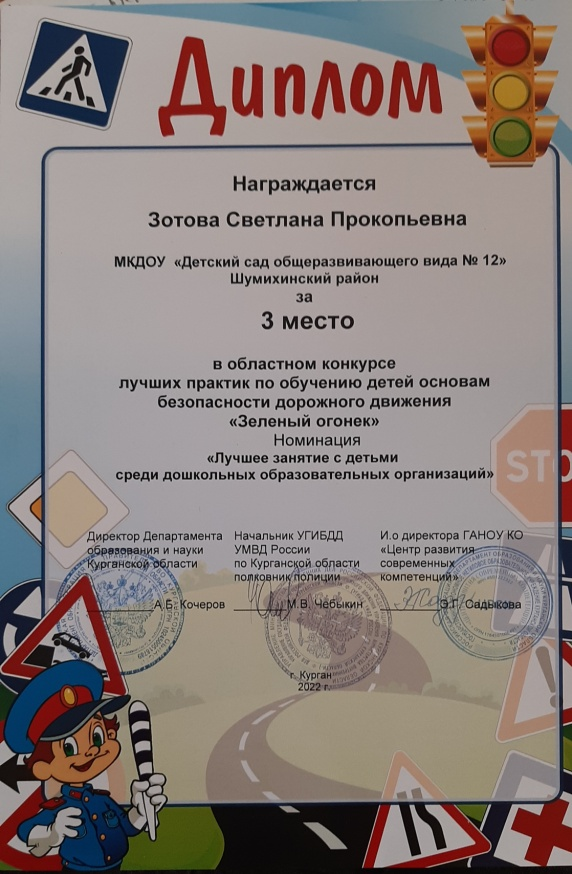 Диплом
Награждается
Зотова Светлана Прокопьевна
МКДОУ «Детский сад общеразвивающего вида № 12»
Шумихинский район
за
3 место
в областном конкурсе
лучших практик по обучению детей основам
безопасности дорожного движения
«Зеленый огонек»
Номинация
«Лучшее занятие с детьми
среди дошкольных образовательных организаций»
STO
Директор Департамента
образования и науки
Курганской области
А.Б. Кочеров
Начальник УГИБДД
УМВД России
по Курганской области
полковник полиции
М.В. Чебыкин
И.о директора ГАНОУ КО
«Центр развития
современных
компетенций»
Э.Г. Садыкова
г. Курган
2022 г.